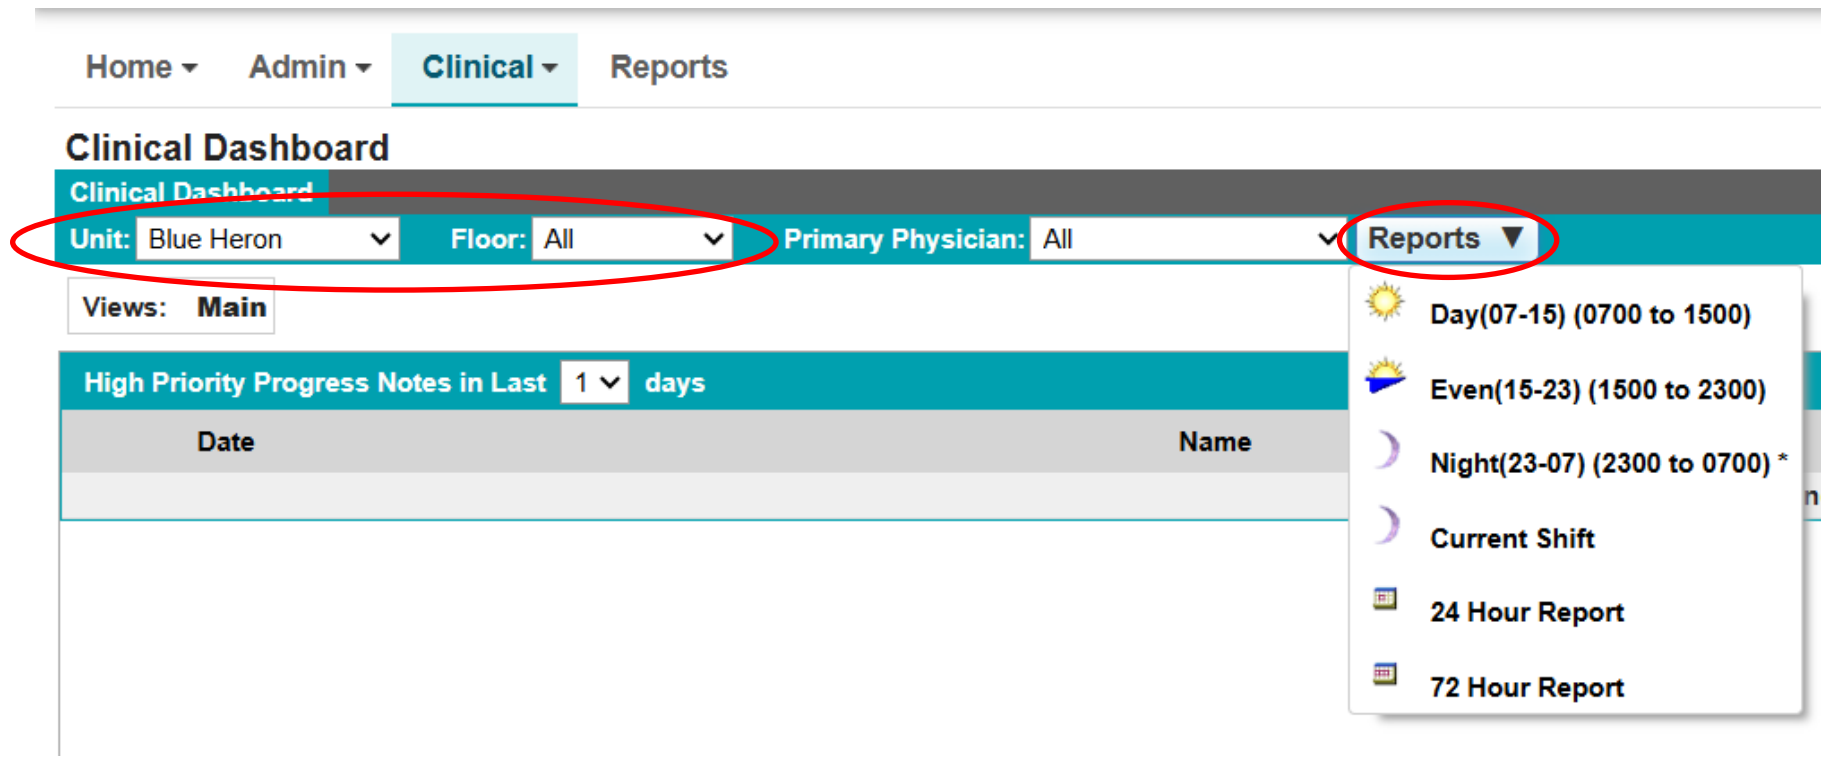 Home Admin Clinical Reports
Clinical Dashboard
Clinical Dashboard
Unit: Blue Heron Floor: All Primary Physician: All Reports ▼
Views: Main
Day(07-15) (0700 to 1500)
Even(15-23) (1500 to 2300)
Night(23-07) (2300 to 0700) *
Current Shift
24 Hour Report
72 Hour Report
High Priority Progress Notes in Last 1 days
Date Name